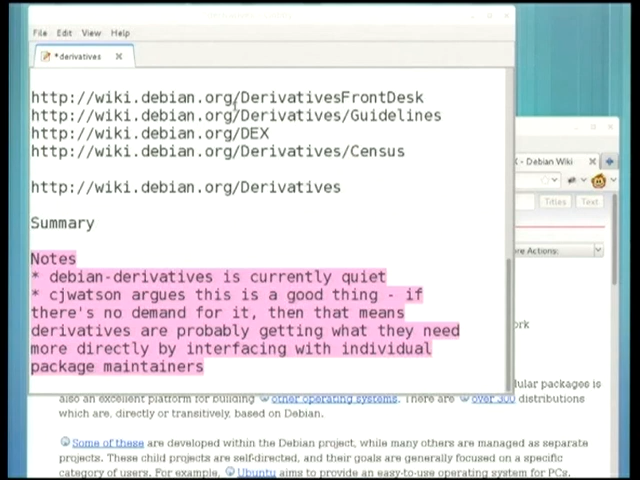 File Edit View Help
*derivatives
http://wiki.debian.org/DerivativesFrontDesk
http://wiki.debian.org/Derivatives/Guidelines
http://wiki.debian.org/DEX
http://wiki.debian.org/Derivatives/Census
http://wiki.debian.org/Derivatives
Summary
Notes
* debian-derivatives is currently quiet
* cjwatson argues this is a good thing - if
there's no demand for it, then that means
derivatives are probably getting what they need
more directly by interfacing with individual
package maintainers
- Debian Wiki
Titles Text
Actions:
packages is
also an excellent platform for building other operating systems. There are over 300 distributions
which are, directly or transitively, based on Debian.
Some of these are developed within the Debian project, while many others are managed as separate
projects. These child projects are self-directed, and their goals are generally focused on a specific
category of users. For example, Ubuntu aims to provide an easy-to-use operating system for PCs.